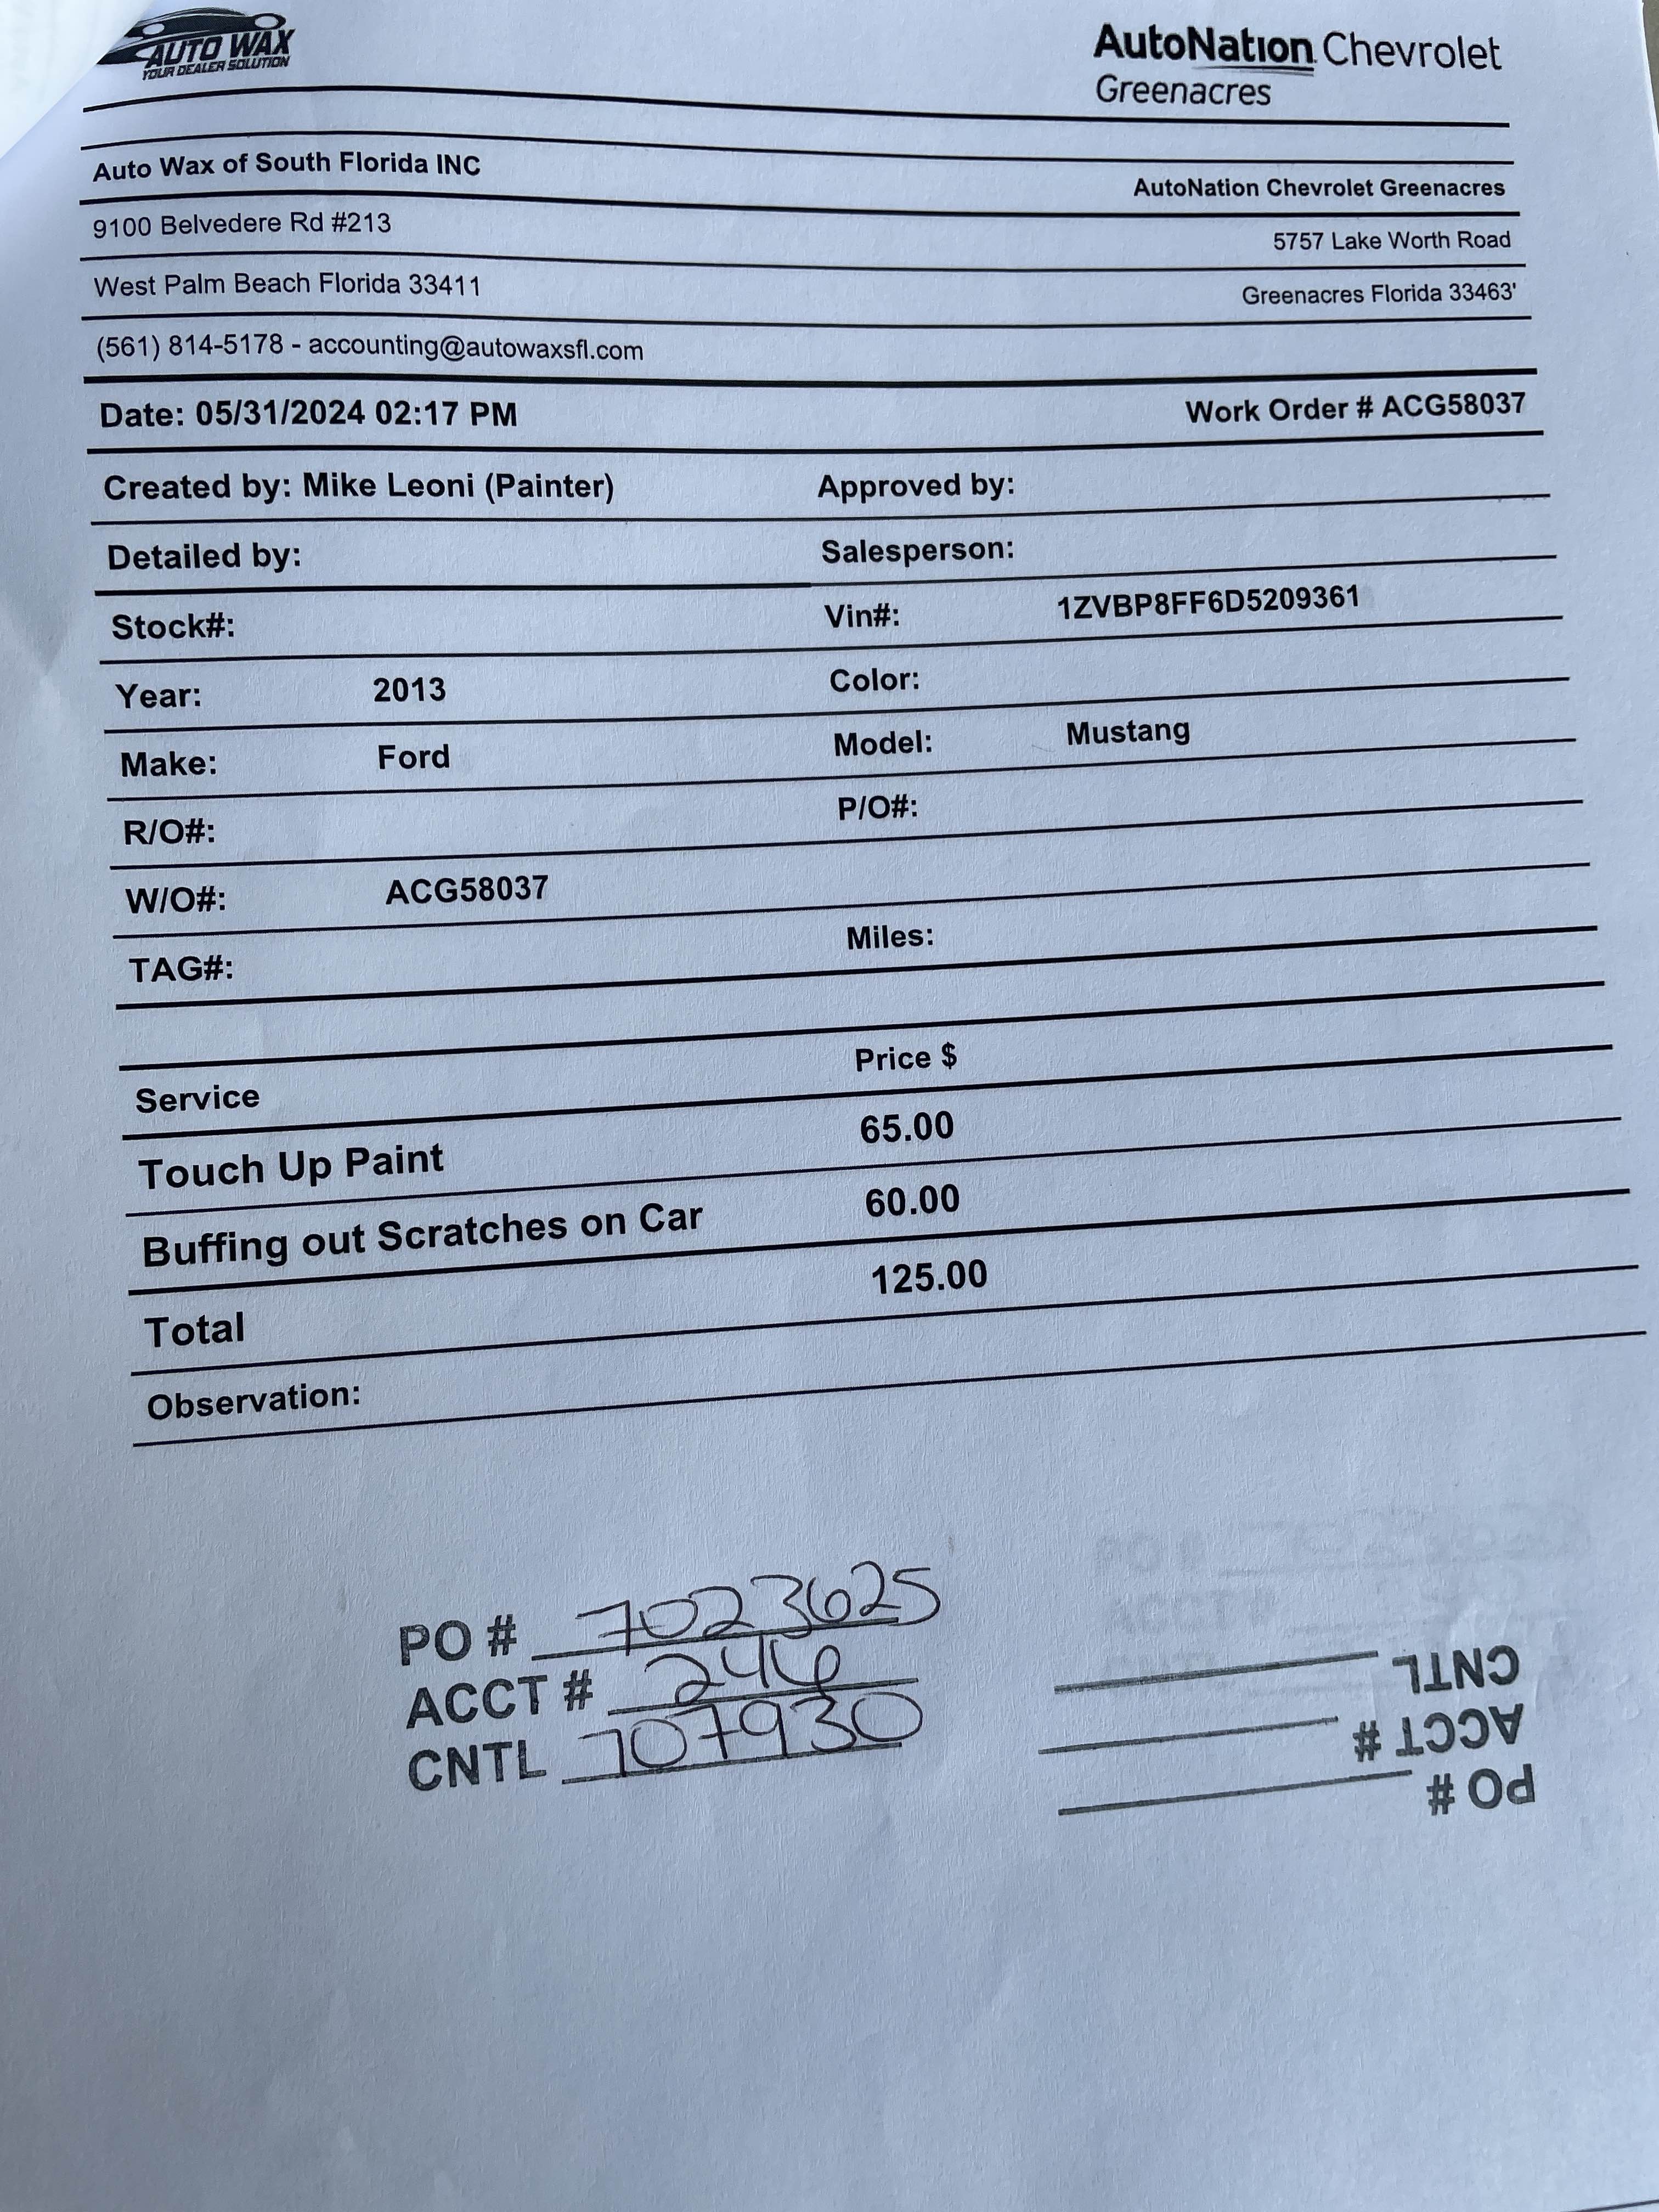 AUTO WAX
YOUR DEALER SOLUTION
AutoNation Chevrolet
Greenacres
Auto Wax of South Florida INC
AutoNation Chevrolet Greenacres
9100 Belvedere Rd #213
5757 Lake Worth Road
West Palm Beach Florida 33411
Greenacres Florida 33463'
(561) 814-5178 - accounting@autowaxsfl.com
Date: 05/31/2024 02:17 PM Work Order # ACG58037
Created by: Mike Leoni (Painter) Approved by:
Detailed by: Salesperson:
Stock#: Vin#: 1ZVBP8FF6D5209361
Year: 2013 Color:
Make: Ford Model: Mustang
R/O#: P/O#:
W/O#: ACG58037
TAG#: Miles:
Service Price $
Touch Up Paint 65.00
Buffing out Scratches on Car 60.00
Total 125.00
Observation:
PO # 7023625
ACCT # 246
CNTL 707930
PO #
ACCT #
CNTL